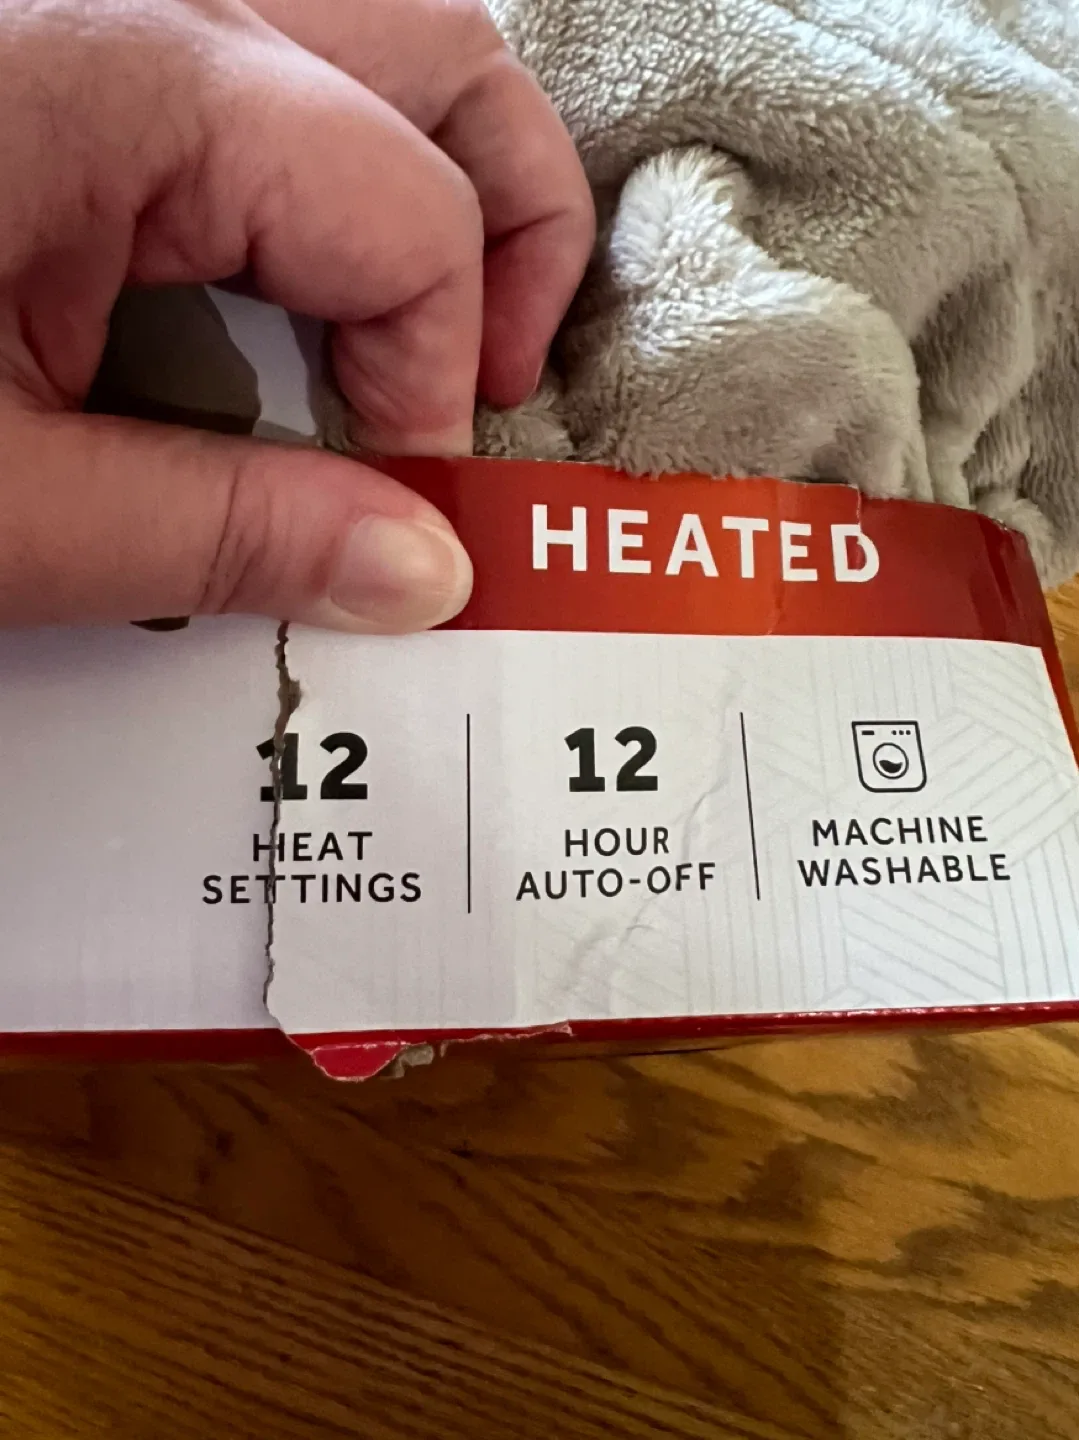 HEATED
12
HEAT
SETTINGS
12
HOUR
AUTO-OFF
MACHINE
WASHABLE